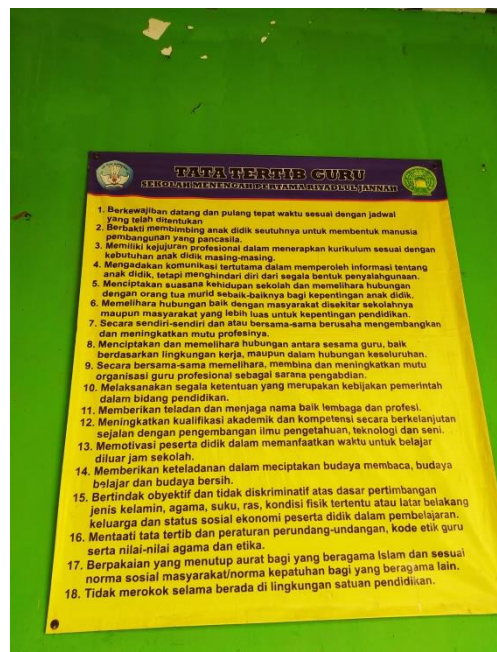 TATA TERTIB GURU
SEKOLAH MENENGAH PERTAMA RIYADLUL JANNAH
1. Berkewajiban datang dan pulang tepat waktu sesuai dengan jadwal
yang telah ditentukan
2. Berbakti membimbing anak didik seutuhnya untuk membentuk manusia
pembangunan yang pancasila.
3. Memiliki kejujuran profesional dalam menerapkan kurikulum sesuai dengan
kebutuhan anak didik masing-masing.
4. Mengadakan komunikasi tertutama dalam memperoleh informasi tentang
anak didik, tetapi menghindari diri dari segala bentuk penyalahgunaan.
5. Menciptakan suasana kehidupan sekolah dan memelihara hubungan
dengan orang tua murid sebaik-baiknya bagi kepentingan anak didik.
6. Memelihara hubungan baik dengan masyarakat disekitar sekolahnya
maupun masyarakat yang lebih luas untuk kepentingan pendidikan.
7. Secara sendiri-sendiri dan atau bersama-sama berusaha mengembangkan
dan meningkatkan mutu profesinya.
8. Menciptakan dan memelihara hubungan antara sesama guru, baik
berdasarkan lingkungan kerja, maupun dalam hubungan keseluruhan.
9. Secara bersama-sama memelihara, membina dan meningkatkan mutu
organisasi guru profesional sebagai sarana pengabdian.
10. Melaksanakan segala ketentuan yang merupakan kebijakan pemerintah
dalam bidang pendidikan.
11. Memberikan teladan dan menjaga nama baik lembaga dan profesi.
12. Meningkatkan kualifikasi akademik dan kompetensi secara berkelanjutan
sejalan dengan pengembangan ilmu pengetahuan, teknologi dan seni.
13. Memotivasi peserta didik dalam memanfaatkan waktu untuk belajar
diluar jam sekolah.
14. Memberikan keteladanan dalam meciptakan budaya membaca, budaya
belajar dan budaya bersih.
15. Bertindak obyektif dan tidak diskriminatif atas dasar pertimbangan
jenis kelamin, agama, suku, ras, kondisi fisik tertentu atau latar belakang
keluarga dan status sosial ekonomi peserta didik dalam pembelajaran.
16. Mentaati tata tertib dan peraturan perundang-undangan, kode etik guru
serta nilai-nilai agama dan etika.
17. Berpakaian yang menutup aurat bagi yang beragama Islam dan sesuai
norma sosial masyarakat/norma kepatuhan bagi yang beragama lain.
18. Tidak merokok selama berada di lingkungan satuan pendidikan.